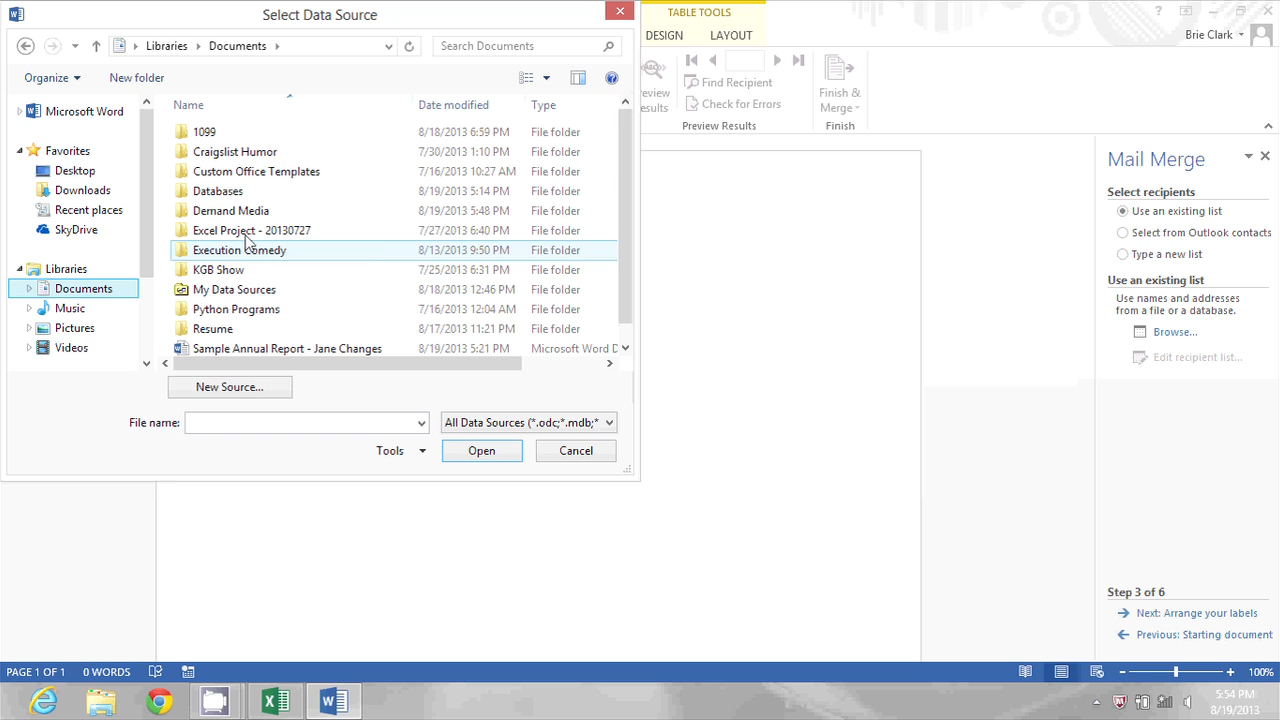 Select Data Source
Libraries Documents
Search Documents
Organize
New folder
Name Date modified Type
Microsoft Word
Favorites
Desktop
Downloads
Recent places
SkyDrive
Libraries
Documents
Music
Pictures
Videos
1099 8/18/2013 6:59 PM File folder
Craigslist Humor 7/30/2013 1:10 PM File folder
Custom Office Templates 7/16/2013 10:27 AM File folder
Databases 8/19/2013 5:14 PM File folder
Demand Media 8/19/2013 5:48 PM File folder
Excel Project - 20130727 7/27/2013 6:40 PM File folder
Execution Comedy 8/13/2013 9:50 PM File folder
KGB Show 7/25/2013 6:31 PM File folder
My Data Sources 8/18/2013 12:46 PM File folder
Python Programs 7/16/2013 12:04 AM File folder
Resume 8/17/2013 11:21 PM File folder
Sample Annual Report - Jane Changes 8/19/2013 5:21 PM Microsoft Word D
New Source...
File name:
All Data Sources (*.odc;*.mdb;*
Tools
Open
Cancel
TABLE TOOLS
DESIGN LAYOUT
Brie Clark
review
Results
Find Recipient
Check for Errors
Preview Results
Finish &
Merge
Finish
Mail Merge
Select recipients
Use an existing list
Select from Outlook contacts
Type a new list
Use an existing list
Use names and addresses
from a file or a database.
Browse...
Edit recipient list...
Step 3 of 6
Next: Arrange your labels
Previous: Starting document
PAGE 1 OF 1 0 WORDS
100%
5:54 PM
8/19/2013